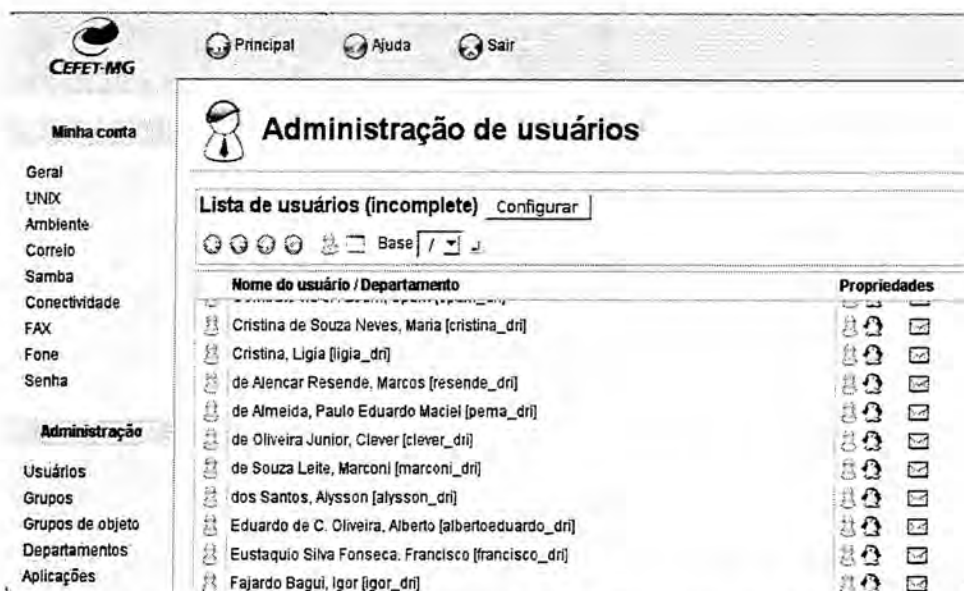 CEFET-MG
Principal Ajuda Sair
Minha conta
Geral
UNIX
Ambiente
Correio
Samba
Conectividade
FAX
Fone
Senha
Administração
Usuários
Grupos
Grupos de objeto
Departamentos
Aplicações
Administração de usuários
Lista de usuários (incomplete) Configurar
Base /
Nome do usuário / Departamento Propriedades
Cristina de Souza Neves, Maria [cristina_dri]
Cristina, Ligia [ligia_dri]
de Alencar Resende, Marcos [resende_dri]
de Almeida, Paulo Eduardo Maciel [pema_dri]
de Oliveira Junior, Clever [clever_dri]
de Souza Leite, Marconi [marconi_dri]
dos Santos, Alysson [alysson_dri]
Eduardo de C. Oliveira, Alberto [albertoeduardo_dri]
Eustaquio Silva Fonseca, Francisco [francisco_dri]
Fajardo Bagui, Igor [igor_dri]